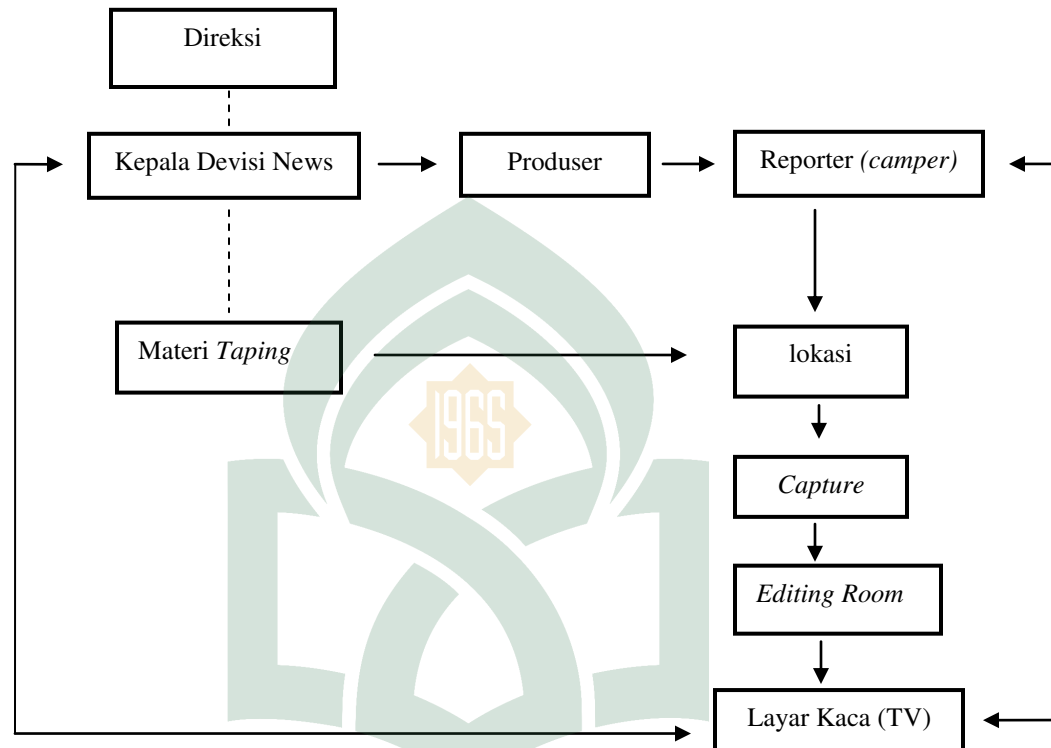 Direksi
Kepala Devisi News
Produser
Reporter (camper)
Materi Taping
lokasi
1965
Capture
Editing Room
Layar Kaca (TV)